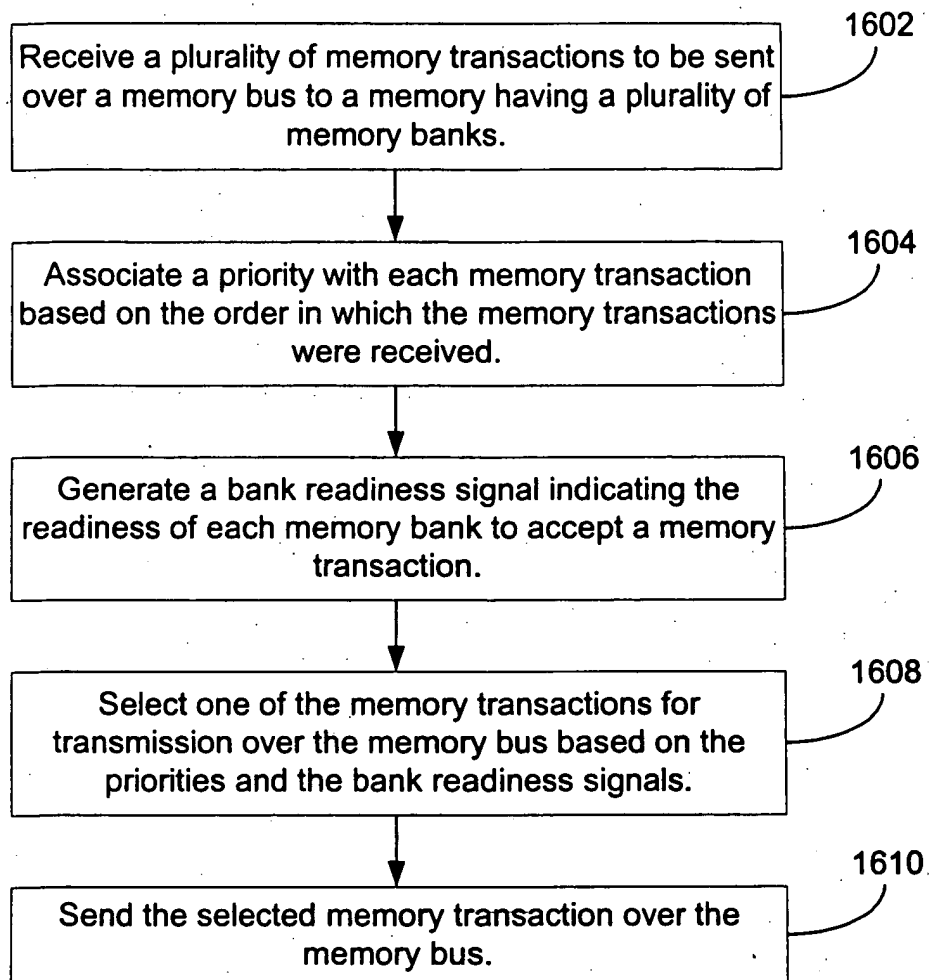 1602
Receive a plurality of memory transactions to be sent
over a memory bus to a memory having a plurality of
memory banks.
1604
Associate a priority with each memory transaction
based on the order in which the memory transactions
were received.
1606
Generate a bank readiness signal indicating the
readiness of each memory bank to accept a memory
transaction.
1608
Select one of the memory transactions for
transmission over the memory bus based on the
priorities and the bank readiness signals.
1610
Send the selected memory transaction over the
memory bus.